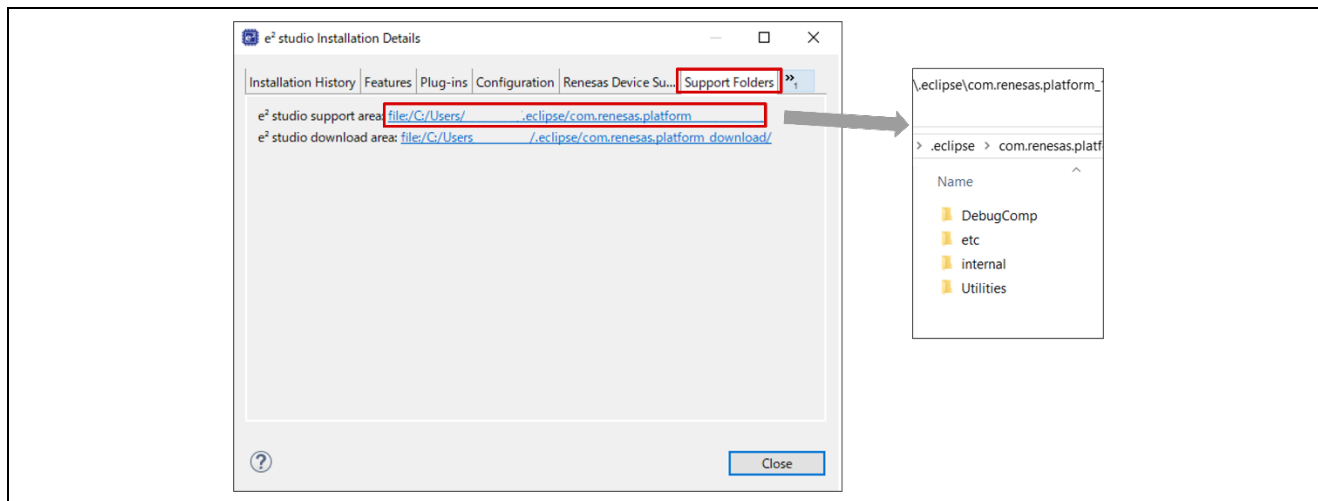 e² studio Installation Details
Installation History Features Plug-ins Configuration Renesas Device Su... Support Folders »1
e² studio support area: file:/C:/Users/ .eclipse/com.renesas.platform
e² studio download area: file:/C:/Users /.eclipse/com.renesas.platform_download/
Close
\.eclipse\com.renesas.platform_1
> .eclipse > com.renesas.platf
Name
DebugComp
etc
internal
Utilities